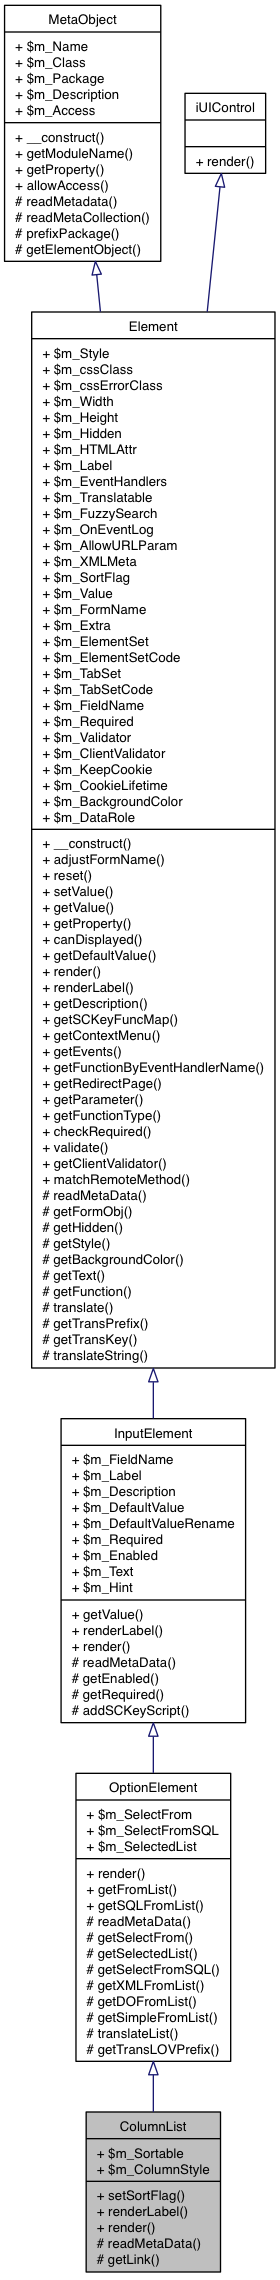 MetaObject
+ $m_Name
+ $m_Class
+ $m_Package
+ $m_Description
+ $m_Access
+ __construct()
+ getModuleName()
+ getProperty()
+ allowAccess()
# readMetadata()
# readMetaCollection()
# prefixPackage()
# getElementObject()
iUIControl
+ render()
Element
+ $m_Style
+ $m_cssClass
+ $m_cssErrorClass
+ $m_Width
+ $m_Height
+ $m_Hidden
+ $m_HTMLAttr
+ $m_Label
+ $m_EventHandlers
+ $m_Translatable
+ $m_FuzzySearch
+ $m_OnEventLog
+ $m_AllowURLParam
+ $m_XMLMeta
+ $m_SortFlag
+ $m_Value
+ $m_FormName
+ $m_Extra
+ $m_ElementSet
+ $m_ElementSetCode
+ $m_TabSet
+ $m_TabSetCode
+ $m_FieldName
+ $m_Required
+ $m_Validator
+ $m_ClientValidator
+ $m_KeepCookie
+ $m_CookieLifetime
+ $m_BackgroundColor
+ $m_DataRole
+ __construct()
+ adjustFormName()
+ reset()
+ setValue()
+ getValue()
+ getProperty()
+ canDisplayed()
+ getDefaultValue()
+ render()
+ renderLabel()
+ getDescription()
+ getSCKeyFuncMap()
+ getContextMenu()
+ getEvents()
+ getFunctionByEventHandlerName()
+ getRedirectPage()
+ getParameter()
+ getFunctionType()
+ checkRequired()
+ validate()
+ getClientValidator()
+ matchRemoteMethod()
# readMetaData()
# getFormObj()
# getHidden()
# getStyle()
# getBackgroundColor()
# getText()
# getFunction()
# translate()
# getTransPrefix()
# getTransKey()
# translateString()
InputElement
+ $m_FieldName
+ $m_Label
+ $m_Description
+ $m_DefaultValue
+ $m_DefaultValueRename
+ $m_Required
+ $m_Enabled
+ $m_Text
+ $m_Hint
+ getValue()
+ renderLabel()
+ render()
# readMetaData()
# getEnabled()
# getRequired()
# addSCKeyScript()
OptionElement
+ $m_SelectFrom
+ $m_SelectFromSQL
+ $m_SelectedList
+ render()
+ getFromList()
+ getSQLFromList()
# readMetaData()
# getSelectFrom()
# getSelectedList()
# getSelectFromSQL()
# getXMLFromList()
# getDOFromList()
# getSimpleFromList()
# translateList()
# getTransLOVPrefix()
ColumnList
+ $m_Sortable
+ $m_ColumnStyle
+ setSortFlag()
+ renderLabel()
+ render()
# readMetaData()
# getLink()